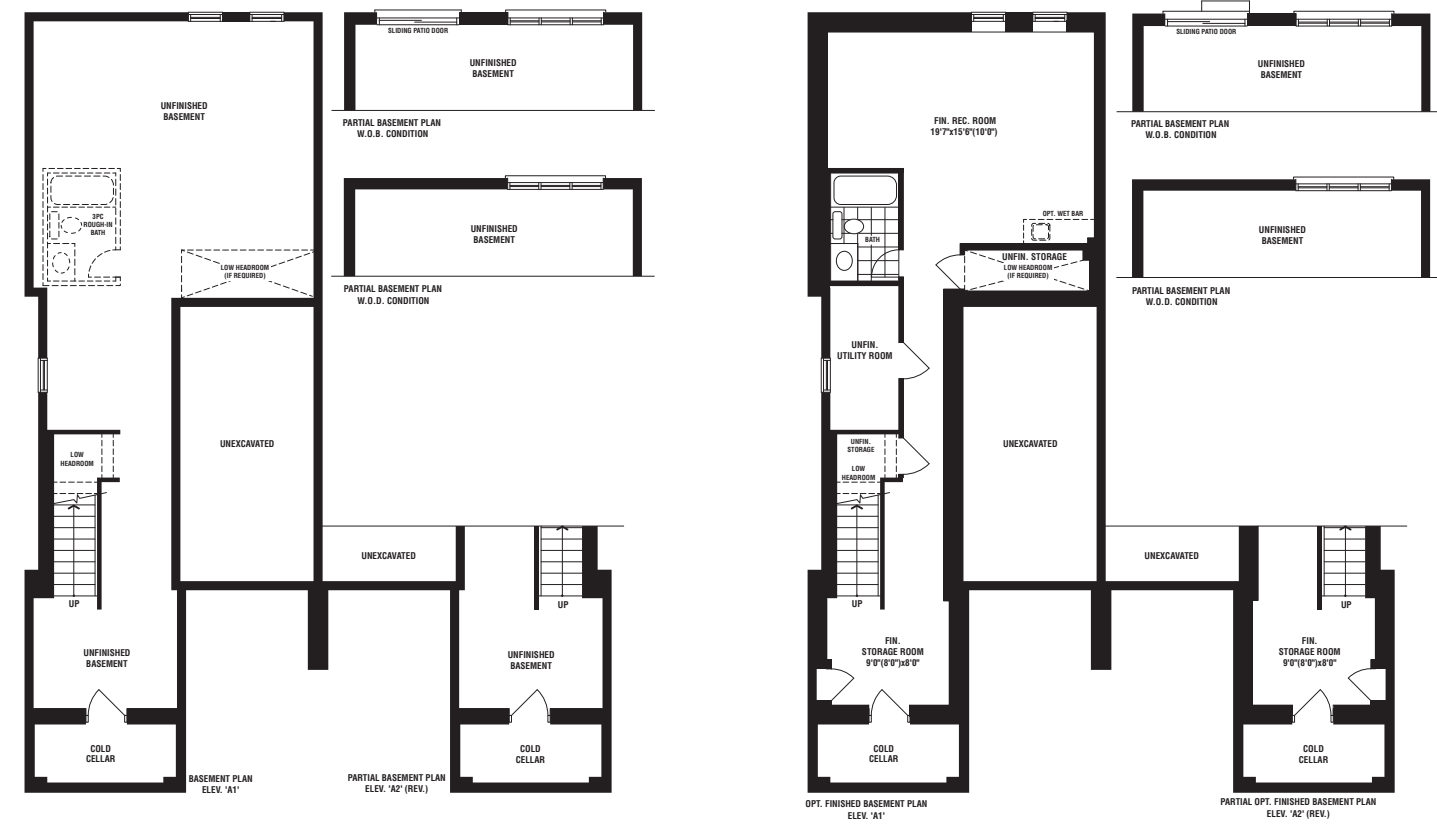 UNFINISHED
BASEMENT
3PC
ROUGH-IN
BATH
LOW HEADROOM
(IF REQUIRED)
LOW
HEADROOM
UNEXCAVATED
UP
UNFINISHED
BASEMENT
COLD
CELLAR
BASEMENT PLAN
ELEV. 'A1'
SLIDING PATIO DOOR
UNFINISHED
BASEMENT
PARTIAL BASEMENT PLAN
W.O.B. CONDITION
UNFINISHED
BASEMENT
PARTIAL BASEMENT PLAN
W.O.D. CONDITION
UNEXCAVATED
UP
UNFINISHED
BASEMENT
COLD
CELLAR
PARTIAL BASEMENT PLAN
ELEV. 'A2' (REV.)
FIN. REC. ROOM
19'7"x15'6"(10'0")
OPT. WET BAR
BATH
UNFIN. STORAGE
LOW HEADROOM
(IF REQUIRED)
UNFIN.
UTILITY ROOM
UNFIN.
STORAGE
LOW
HEADROOM
UNEXCAVATED
UP
FIN.
STORAGE ROOM
9'0"(8'0")x8'0"
COLD
CELLAR
OPT. FINISHED BASEMENT PLAN
ELEV. 'A1'
SLIDING PATIO DOOR
UNFINISHED
BASEMENT
PARTIAL BASEMENT PLAN
W.O.B. CONDITION
UNFINISHED
BASEMENT
PARTIAL BASEMENT PLAN
W.O.D. CONDITION
UNEXCAVATED
UP
FIN.
STORAGE ROOM
9'0"(8'0")x8'0"
COLD
CELLAR
PARTIAL OPT. FINISHED BASEMENT PLAN
ELEV. 'A2' (REV.)